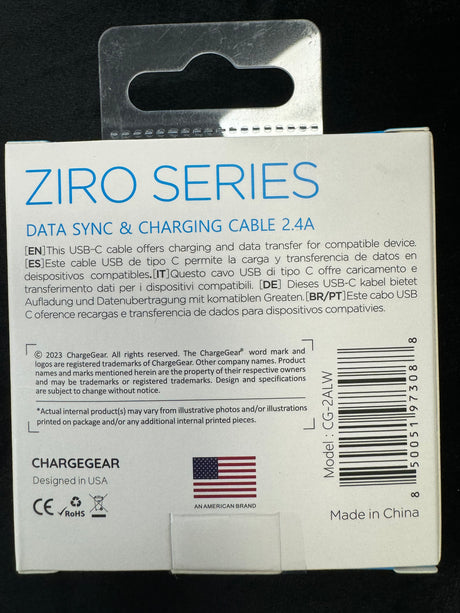 ZIRO SERIES
DATA SYNC & CHARGING CABLE 2.4A
[EN]This USB-C cable offers charging and data transfer for compatible device.
[ES]Este cable USB de tipo C permite la carga y transferencia de datos en
deispositivos compatibles.[IT]Questo cavo USB di tipo C offre caricamento e
transferimento dati per i dispositivi compatibili. [DE] Dieses USB-C kabel bietet
Aufladung und Datenubertragung mit komatiblen Greaten.[BR/PT]Este cabo USB
C oference recargas e transferencia de dados para dispositivos compativies.
© 2023 ChargeGear. All rights reserved. The ChargeGear® word mark and
logos are registered trademarks of ChargeGear. Other company names. Product
names and marks mentioned herein are the property of their respective owners
and may be trademarks or registered trademarks. Design and specifications
are subject to change without notice.
*Actual internal product(s) may vary from illustrative photos and/or illustrations
printed on package and/or any additional internal printed pieces.
Model : CG-2ALW
8 50051 97308 8
CHARGEGEAR
Designed in USA
CE RoHS
AN AMERICAN BRAND
Made in China